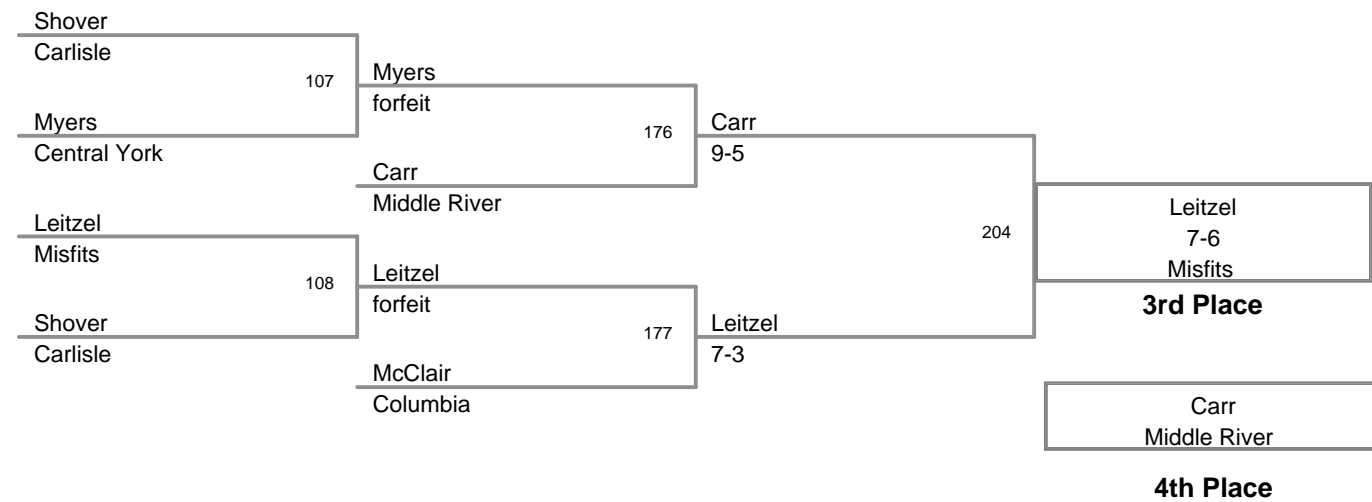 Shover
Carlisle
107
Myers
Central York
Myers
forfeit
176
Carr
Middle River
Carr
9-5
Leitzel
Misfits
108
Shover
Carlisle
Leitzel
forfeit
177
McClair
Columbia
Leitzel
7-3
204
Leitzel
7-6
Misfits
3rd Place
Carr
Middle River
4th Place